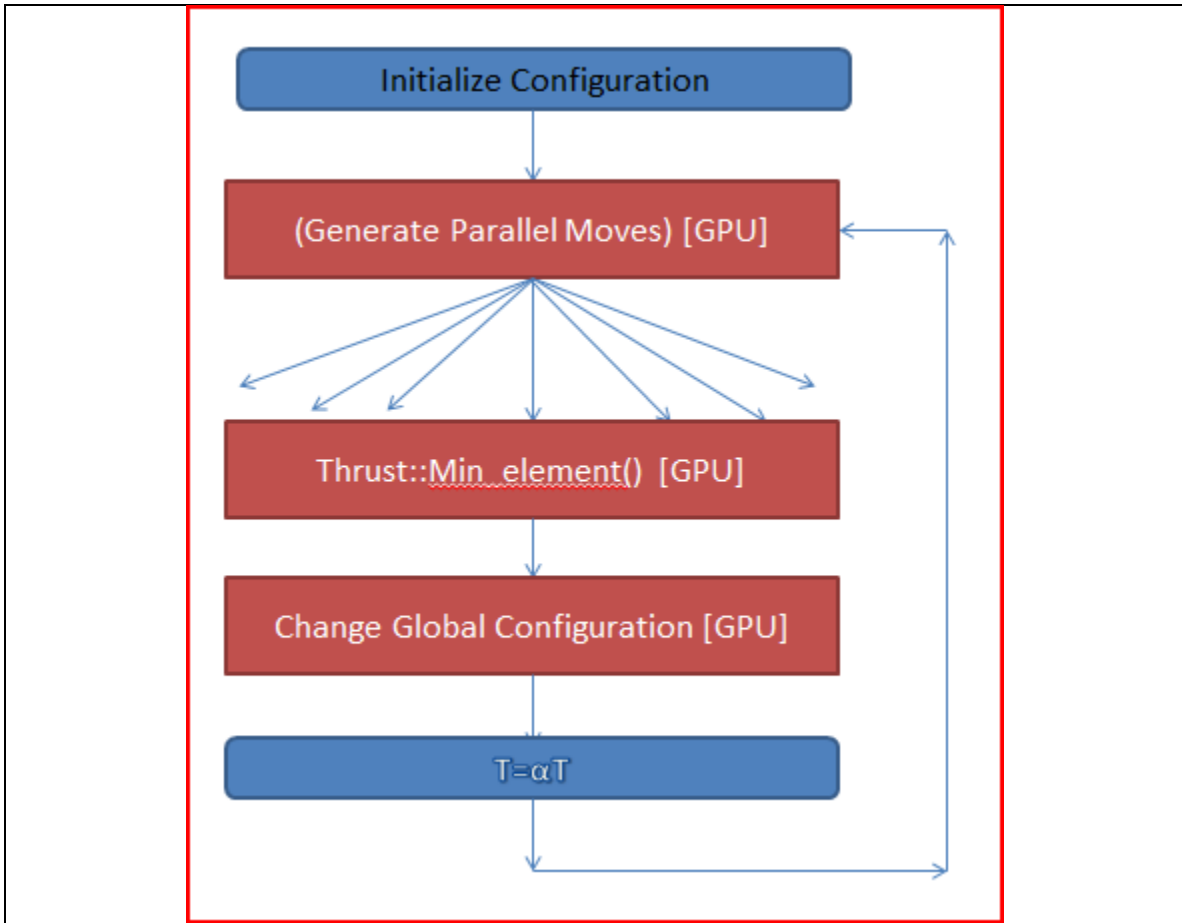 Initialize Configuration
(Generate Parallel Moves) [GPU]
Thrust::Min_element() [GPU]
Change Global Configuration [GPU]
T=αT